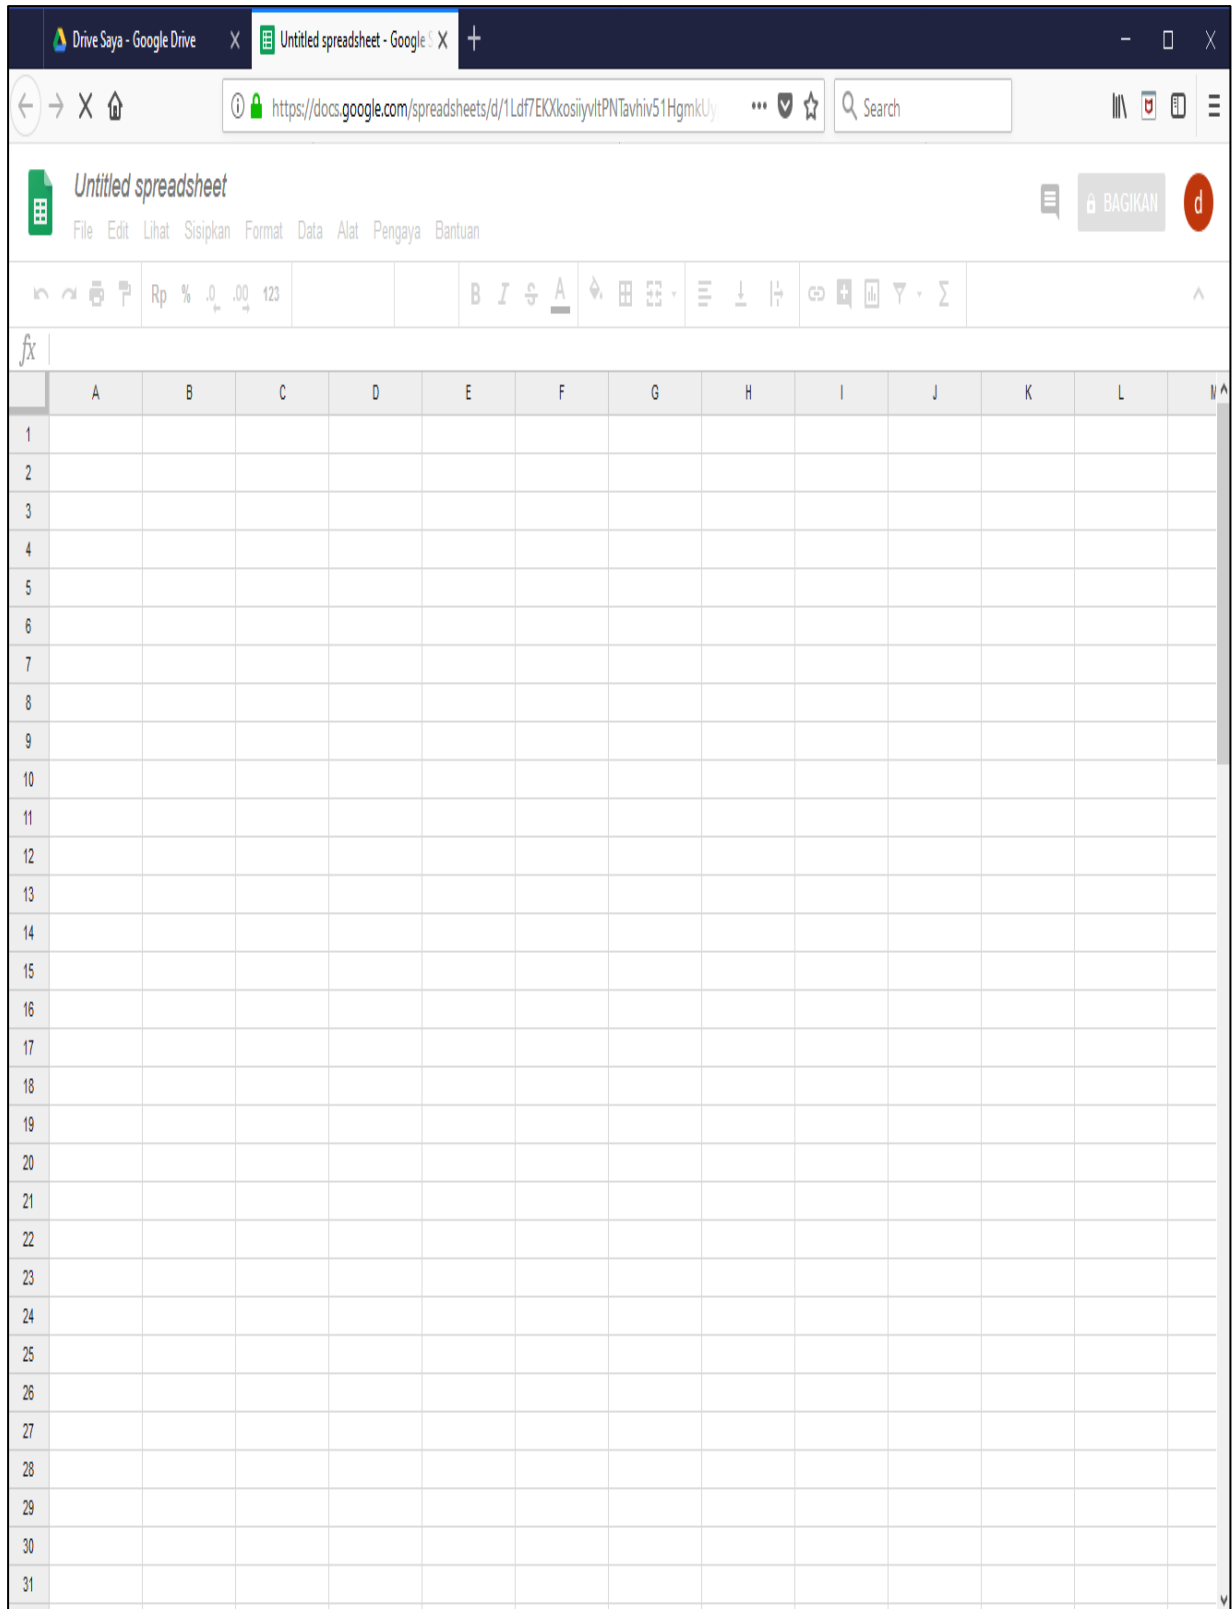 Drive Saya - Google Drive
Untitled spreadsheet - Google S
https://docs.google.com/spreadsheets/d/1Ldf7EKXkosiiyvltPNTavhiv51HgmkUy
Search
Untitled spreadsheet
BAGIKAN
d
File Edit Lihat Sisipkan Format Data Alat Pengaya Bantuan
Rp % .0 .00 123
B I S A
fx
A B C D E F G H I J K L M
1
2
3
4
5
6
7
8
9
10
11
12
13
14
15
16
17
18
19
20
21
22
23
24
25
26
27
28
29
30
31